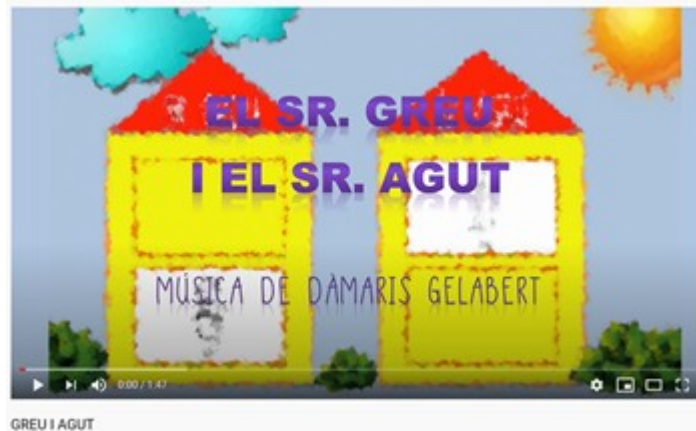 EL SR. GREU
I EL SR. AGUT
MÚSICA DE DÀMARIS GELABERT
0:00 / 1:47
GREU I AGUT